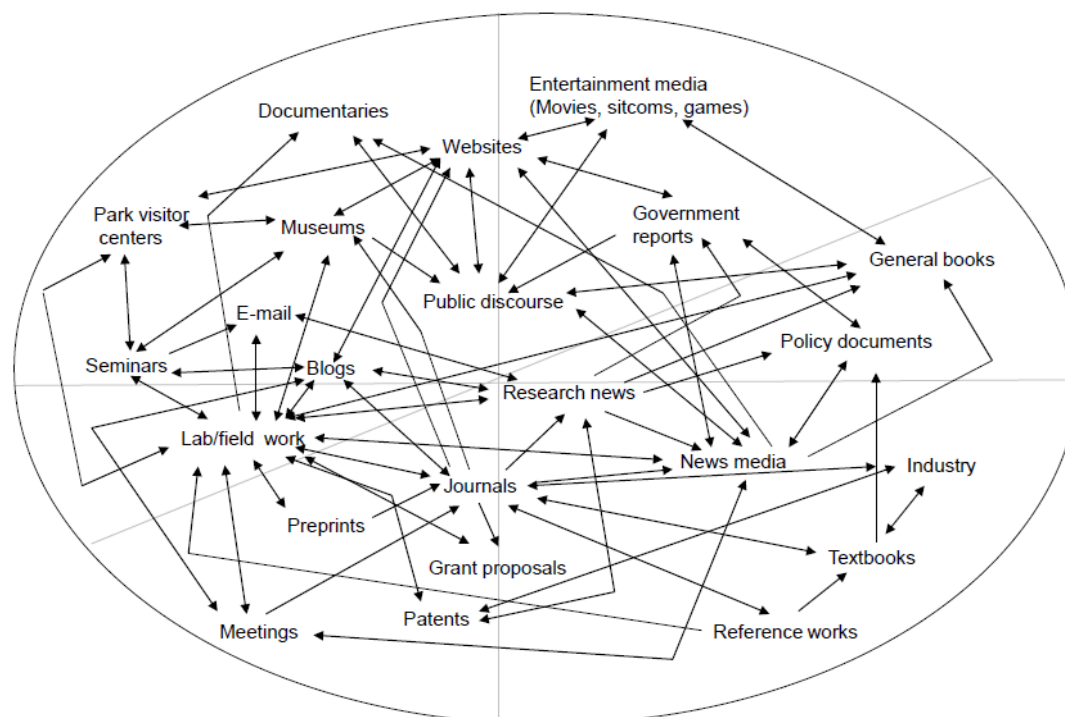 Entertainment media
(Movies, sitcoms, games)
Documentaries
Websites
Park visitor
centers
Museums
Government
reports
General books
Public discourse
E-mail
Policy documents
Seminars
Blogs
Research news
Lab/field work
News media
Industry
Journals
Preprints
Grant proposals
Textbooks
Patents
Meetings
Reference works